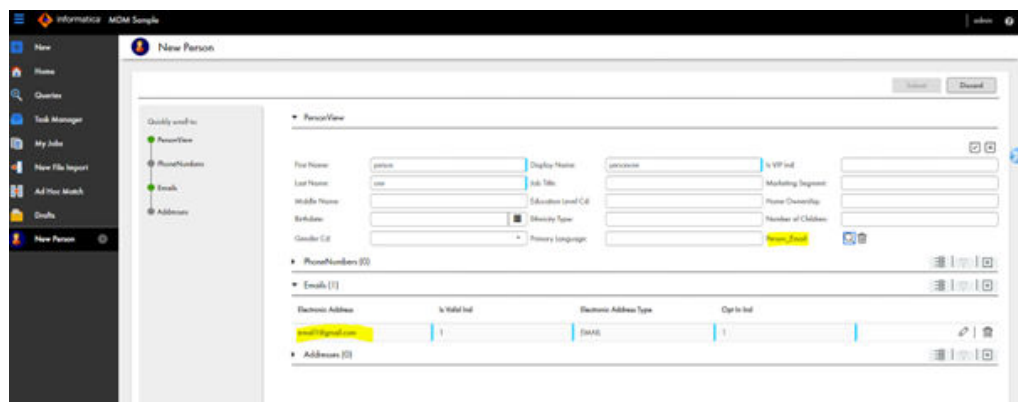 informatica MDM Sample admin
New
New Person
Home
Queries
Submit Discard
Task Manager
Quickly scroll to:
PersonView
My Jobs
PersonView
New File Import
PhoneNumbers
First Name: person Display Name: Is VIP Ind:
Ad Hoc Match
Emails
Last Name: one Job Title: Marketing Segment:
Drafts
Addresses
Middle Name: Education Level Cd: Home Ownership:
Birthdate: Ethnicity Type: Number of Children:
New Person
Gender Cd: Primary Language: Person_Email
PhoneNumbers (0)
Emails (1)
Electronic Address Is Valid Ind Electronic Address Type Opt In Ind
email1@gmail.com 1 EMAIL 1
Addresses (0)